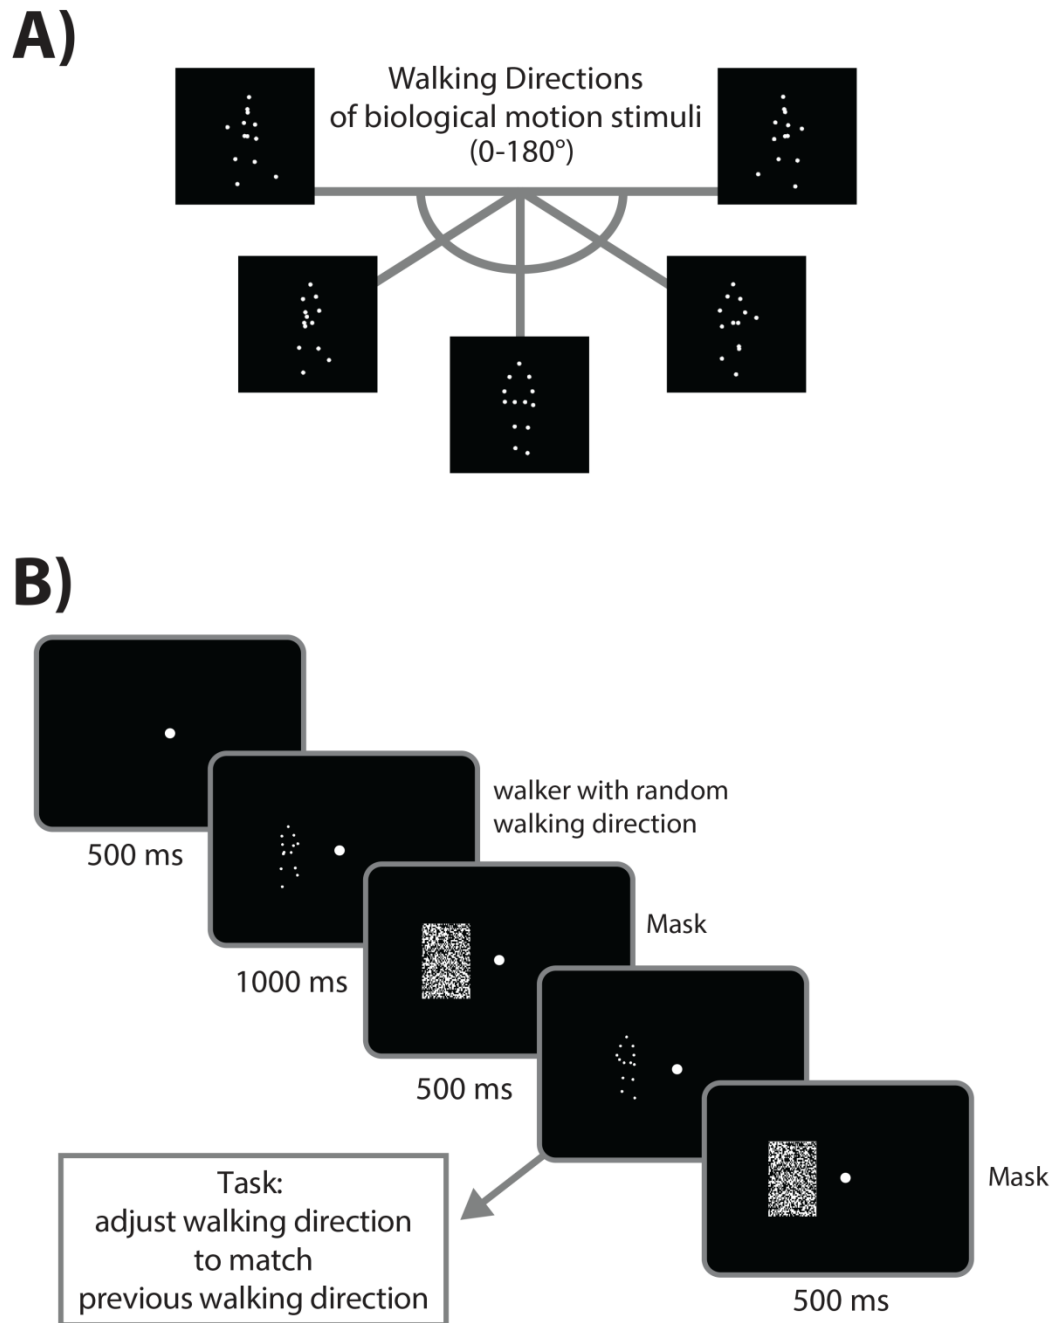 A)
Walking Directions
of biological motion stimuli
(0-180°)
B)
500 ms
walker with random
walking direction
1000 ms
Mask
500 ms
Task:
adjust walking direction
to match
previous walking direction
Mask
500 ms